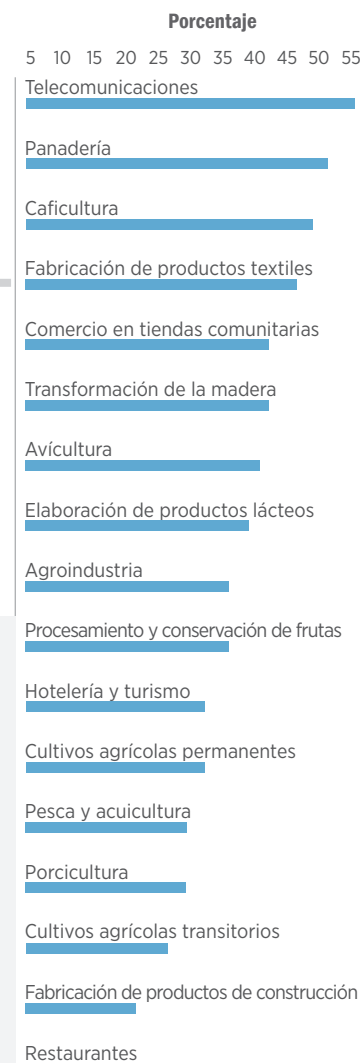 Porcentaje
5 10 15 20 25 30 35 40 45 50 55
Telecomunicaciones
Panadería
Caficultura
Fabricación de productos textiles
Comercio en tiendas comunitarias
Transformación de la madera
Avícultura
Elaboración de productos lácteos
Agroindustria
Procesamiento y conservación de frutas
Hotelería y turismo
Cultivos agrícolas permanentes
Pesca y acuicultura
Porcicultura
Cultivos agrícolas transitorios
Fabricación de productos de construcción
Restaurantes